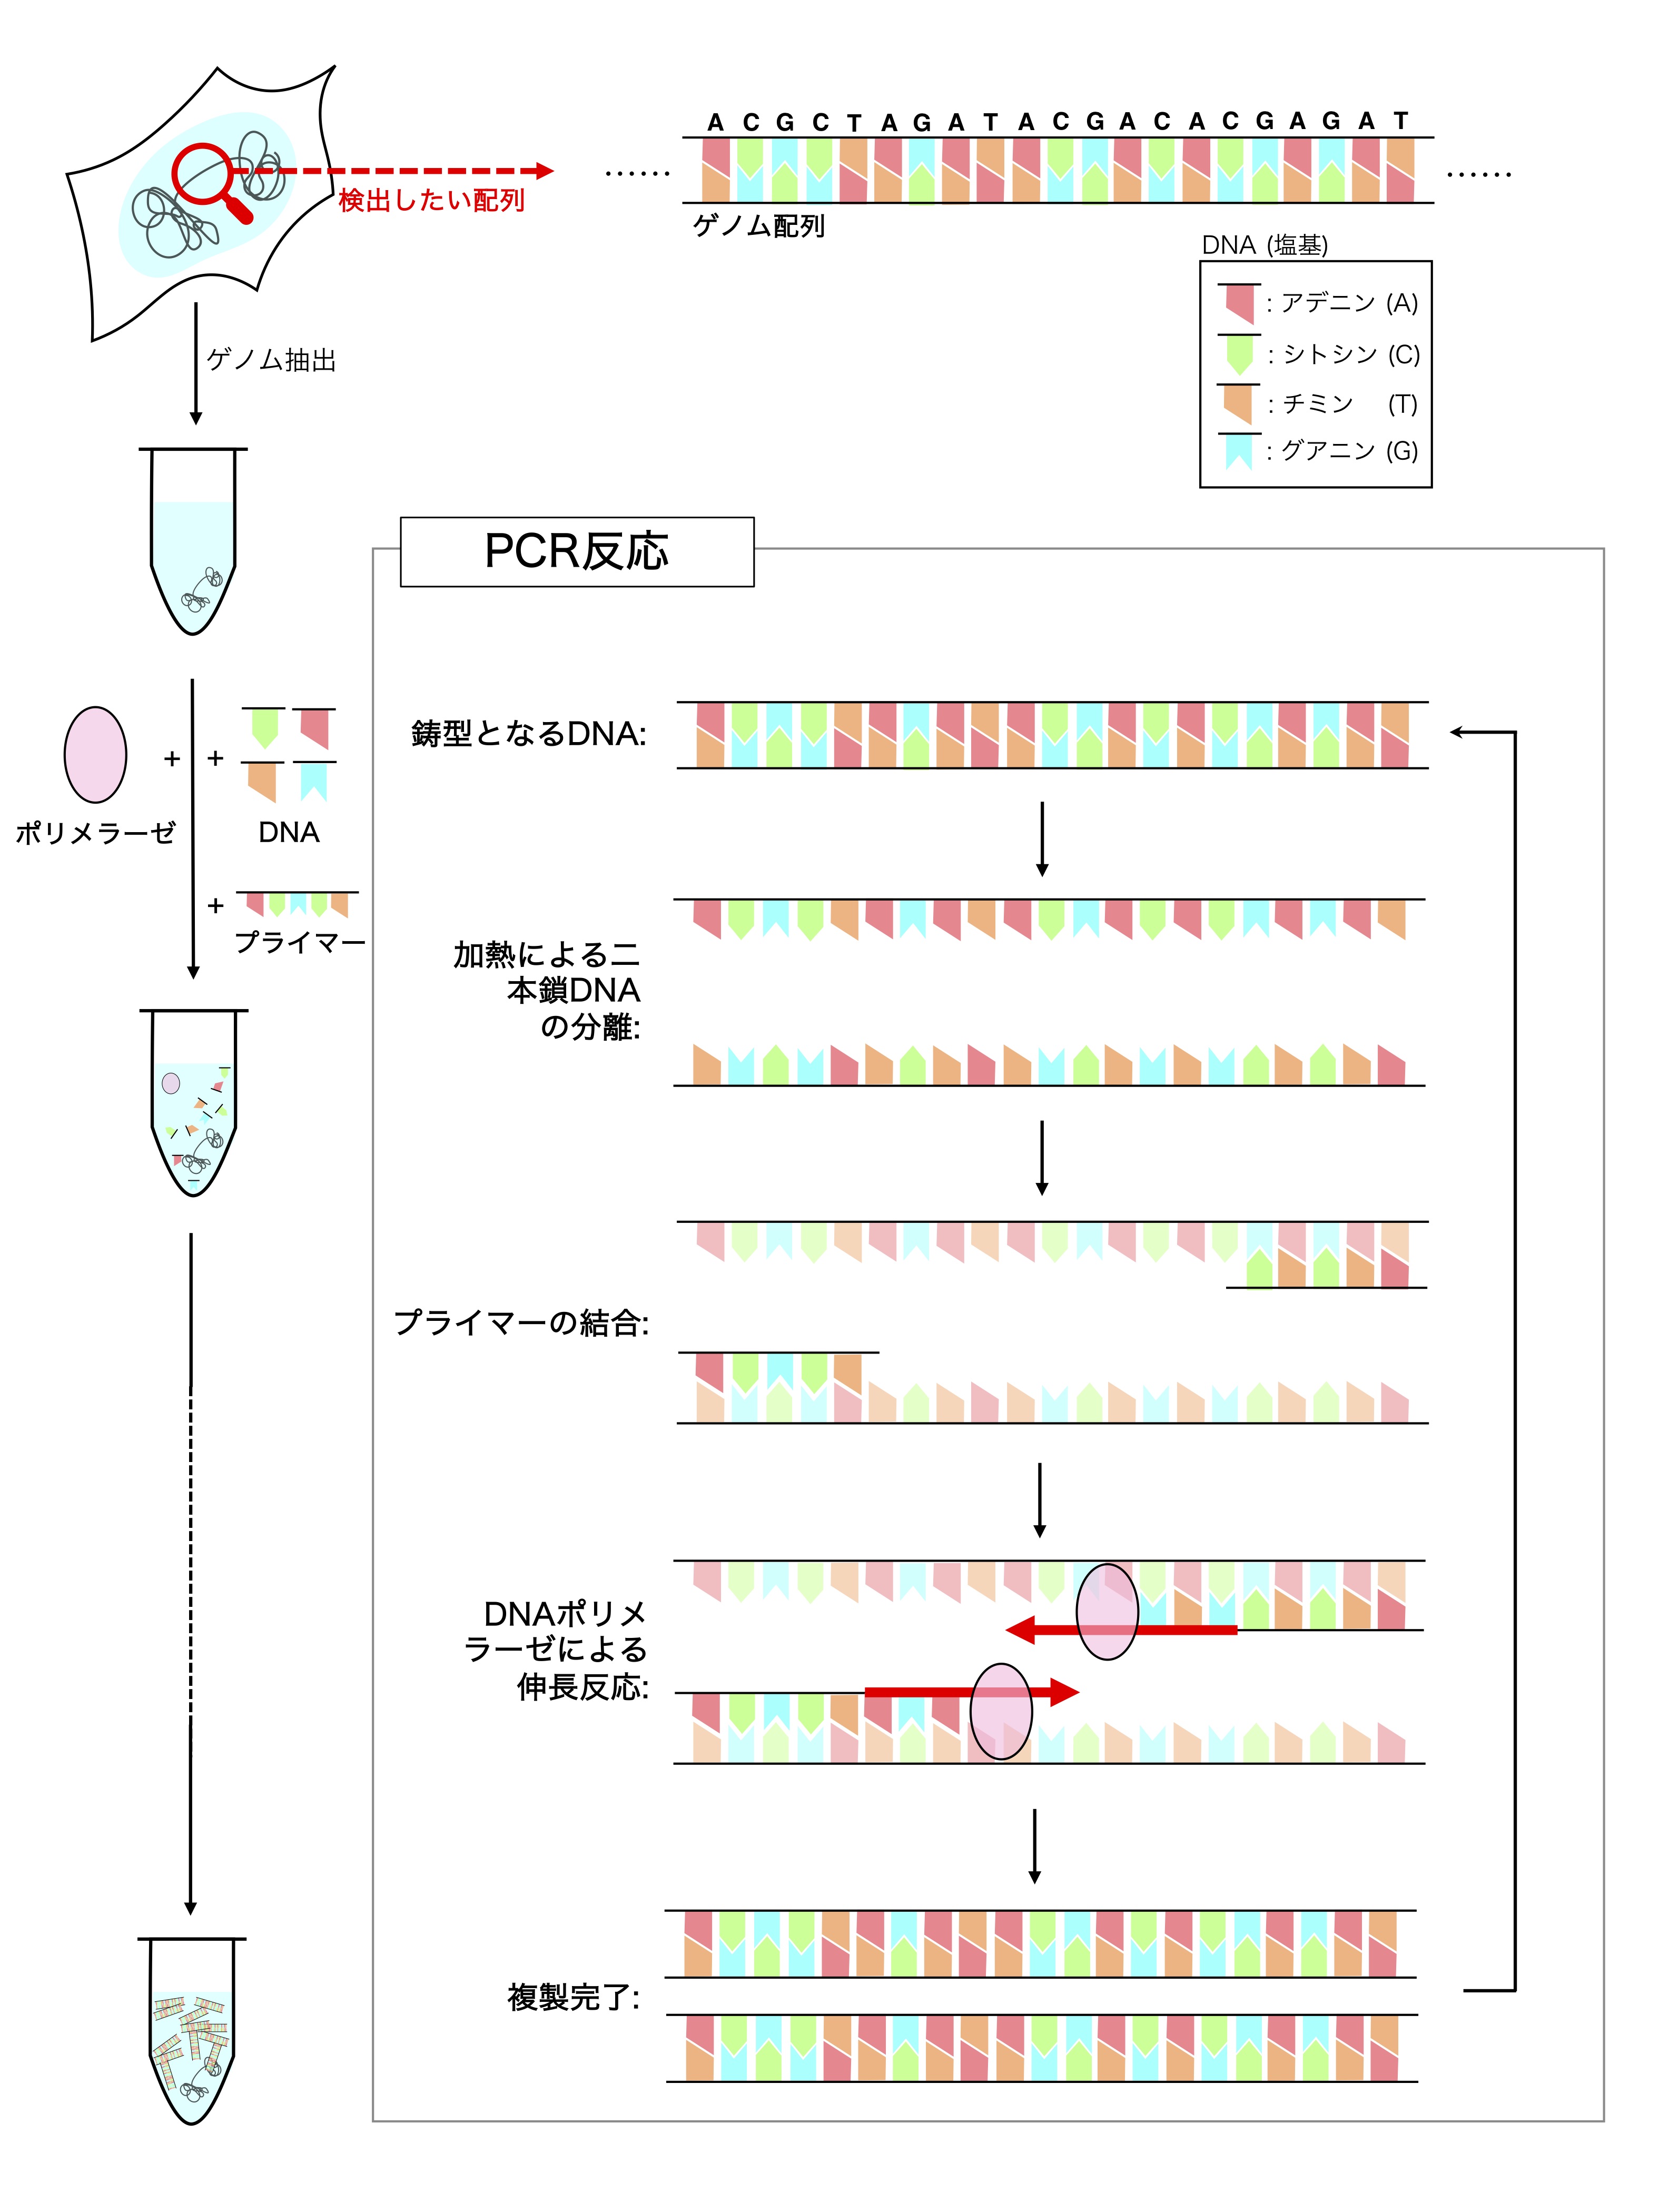 A C G C T A G A T A C G A C A C G A G A T
検出したい配列
······
······
ゲノム配列
DNA (塩基)
: アデニン (A)
: シトシン (C)
: チミン (T)
: グアニン (G)
ゲノム抽出
PCR反応
鋳型となるDNA:
+ +
ポリメラーゼ
DNA
+
プライマー
加熱による二
本鎖DNA
の分離:
プライマーの結合:
DNAポリメ
ラーゼによる
伸長反応:
複製完了: